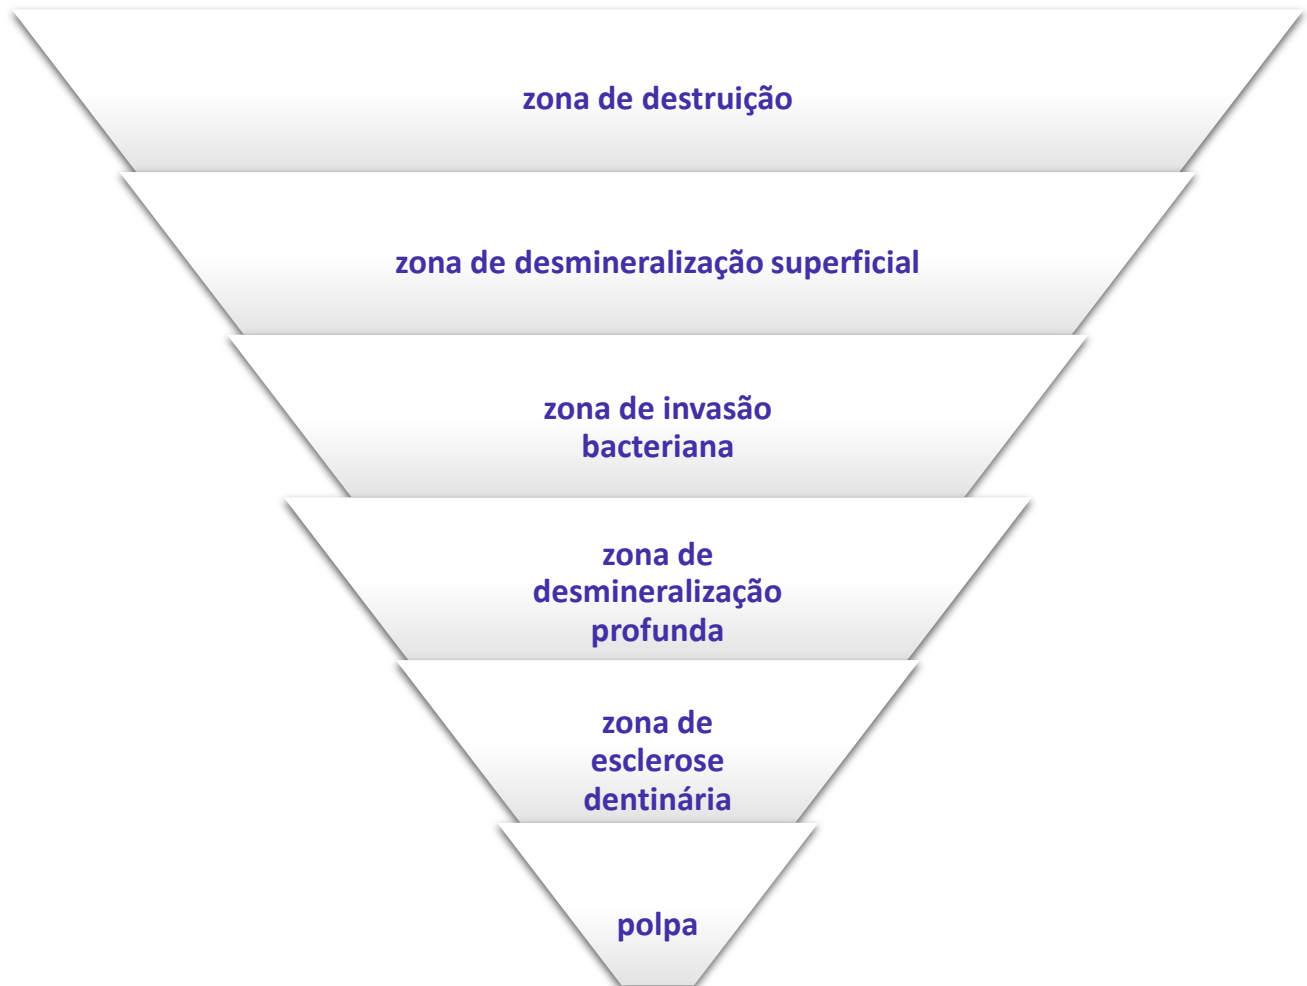 zona de destruição
zona de desmineralização superficial
zona de invasão
bacteriana
zona de
desmineralização
profunda
zona de
esclerose
dentinária
polpa